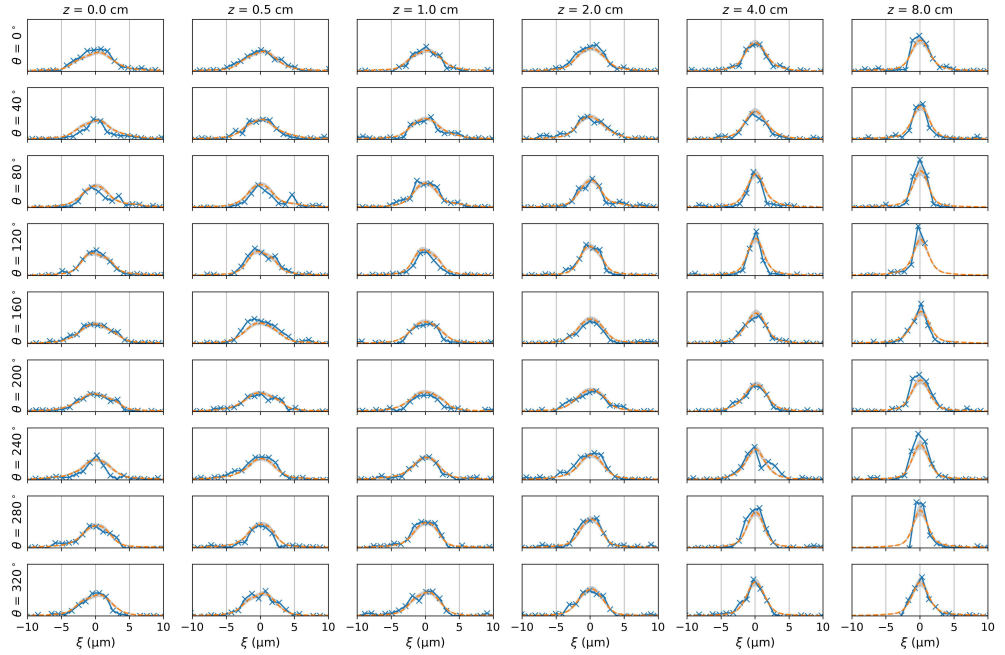 z = 0.0 cm z = 0.5 cm z = 1.0 cm z = 2.0 cm z = 4.0 cm z = 8.0 cm
θ = 0°
θ = 40°
θ = 80°
θ = 120°
θ = 160°
θ = 200°
θ = 240°
θ = 280°
θ = 320°
−10 −5 0 5 10 −10 −5 0 5 10 −10 −5 0 5 10 −10 −5 0 5 10 −10 −5 0 5 10 −10 −5 0 5 10
ξ (μm) ξ (μm) ξ (μm) ξ (μm) ξ (μm) ξ (μm)